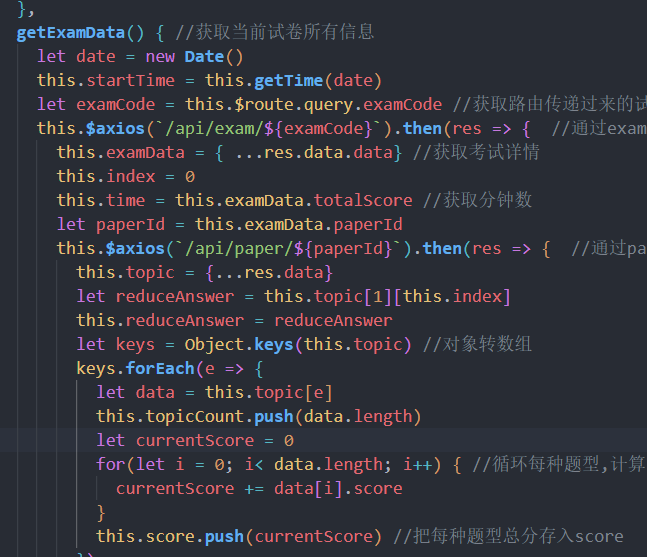 },
getExamData() { //获取当前试卷所有信息
let date = new Date()
this.startTime = this.getTime(date)
let examCode = this.$route.query.examCode //获取路由传递过来的试
this.$axios(`/api/exam/${examCode}`).then(res => {  //通过exam
this.examData = { ...res.data.data} //获取考试详情
this.index = 0
this.time = this.examData.totalScore //获取分钟数
let paperId = this.examData.paperId
this.$axios(`/api/paper/${paperId}`).then(res => {  //通过pa
this.topic = {...res.data}
let reduceAnswer = this.topic[1][this.index]
this.reduceAnswer = reduceAnswer
let keys = Object.keys(this.topic) //对象转数组
keys.forEach(e => {
let data = this.topic[e]
this.topicCount.push(data.length)
let currentScore = 0
for(let i = 0; i< data.length; i++) { //循环每种题型,计算
currentScore += data[i].score
}
this.score.push(currentScore) //把每种题型总分存入score
})